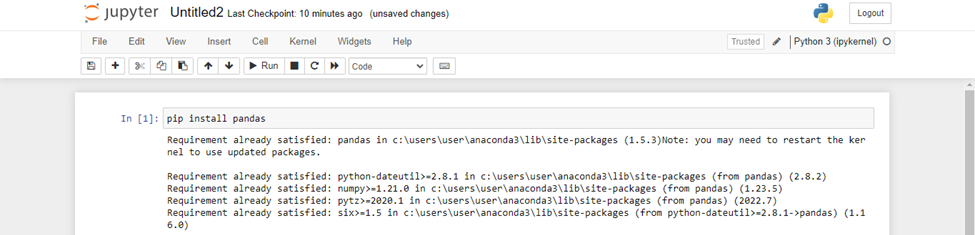 jupyter Untitled2 Last Checkpoint: 10 minutes ago (unsaved changes) Logout
File Edit View Insert Cell Kernel Widgets Help Trusted Python 3 (ipykernel)
Run Code
In [1]: pip install pandas
Requirement already satisfied: pandas in c:\users\user\anaconda3\lib\site-packages (1.5.3)Note: you may need to restart the ker
nel to use updated packages.
Requirement already satisfied: python-dateutil>=2.8.1 in c:\users\user\anaconda3\lib\site-packages (from pandas) (2.8.2)
Requirement already satisfied: numpy>=1.21.0 in c:\users\user\anaconda3\lib\site-packages (from pandas) (1.23.5)
Requirement already satisfied: pytz>=2020.1 in c:\users\user\anaconda3\lib\site-packages (from pandas) (2022.7)
Requirement already satisfied: six>=1.5 in c:\users\user\anaconda3\lib\site-packages (from python-dateutil>=2.8.1->pandas) (1.1
6.0)